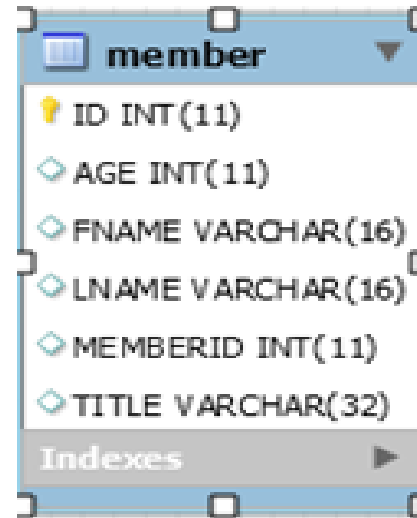 member
ID INT(11)
AGE INT(11)
FNAME VARCHAR(16)
LNAME VARCHAR(16)
MEMBERID INT(11)
TITLE VARCHAR(32)
Indexes